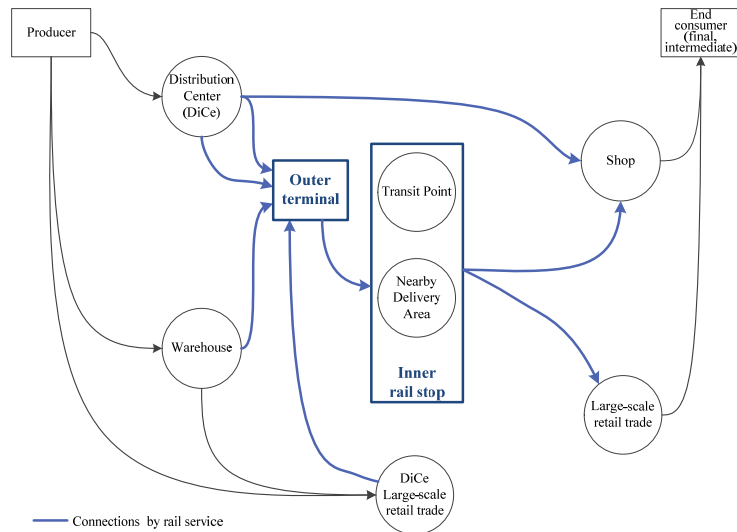 Producer
End
consumer
(final,
intermediate)
Distribution
Center
(DiCe)
Shop
Outer
terminal
Transit Point
Nearby
Delivery
Area
Warehouse
Inner
rail stop
Large-scale
retail trade
DiCe
Large-scale
retail trade
Connections by rail service